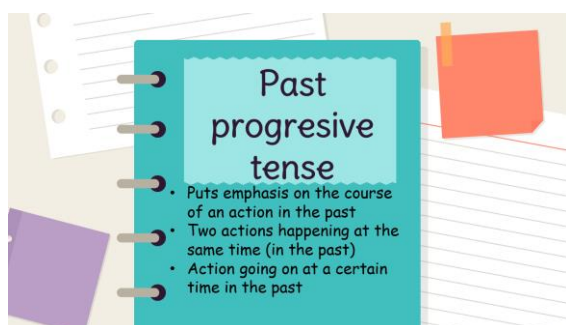 Past
progresive
tense
• Puts emphasis on the course
of an action in the past
• Two actions happening at the
same time (in the past)
• Action going on at a certain
time in the past